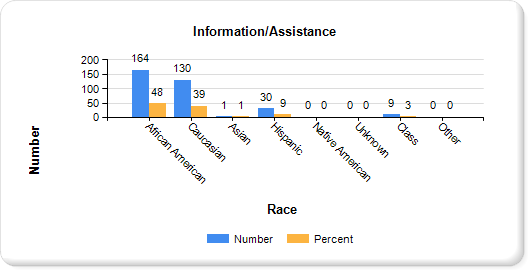 Information/Assistance
Number
200
150
100
50
0
164 48 130 39 1 1 30 9 0 0 0 0 9 3 0 0
African American
Caucasian
Asian
Hispanic
Native American
Unknown
Class
Other
Race
Number Percent